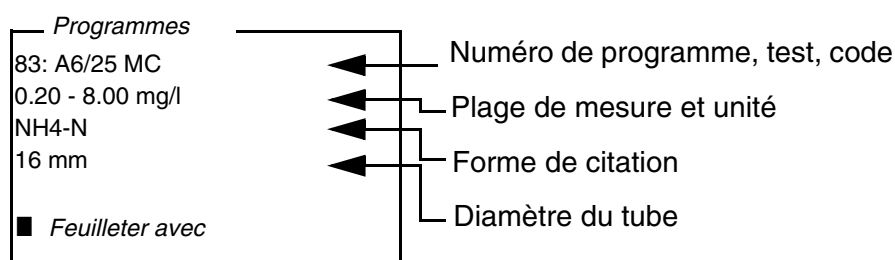 Programmes
83: A6/25 MC
0.20 - 8.00 mg/l
NH4-N
16 mm
Feuilleter avec
Numéro de programme, test, code
Plage de mesure et unité
Forme de citation
Diamètre du tube